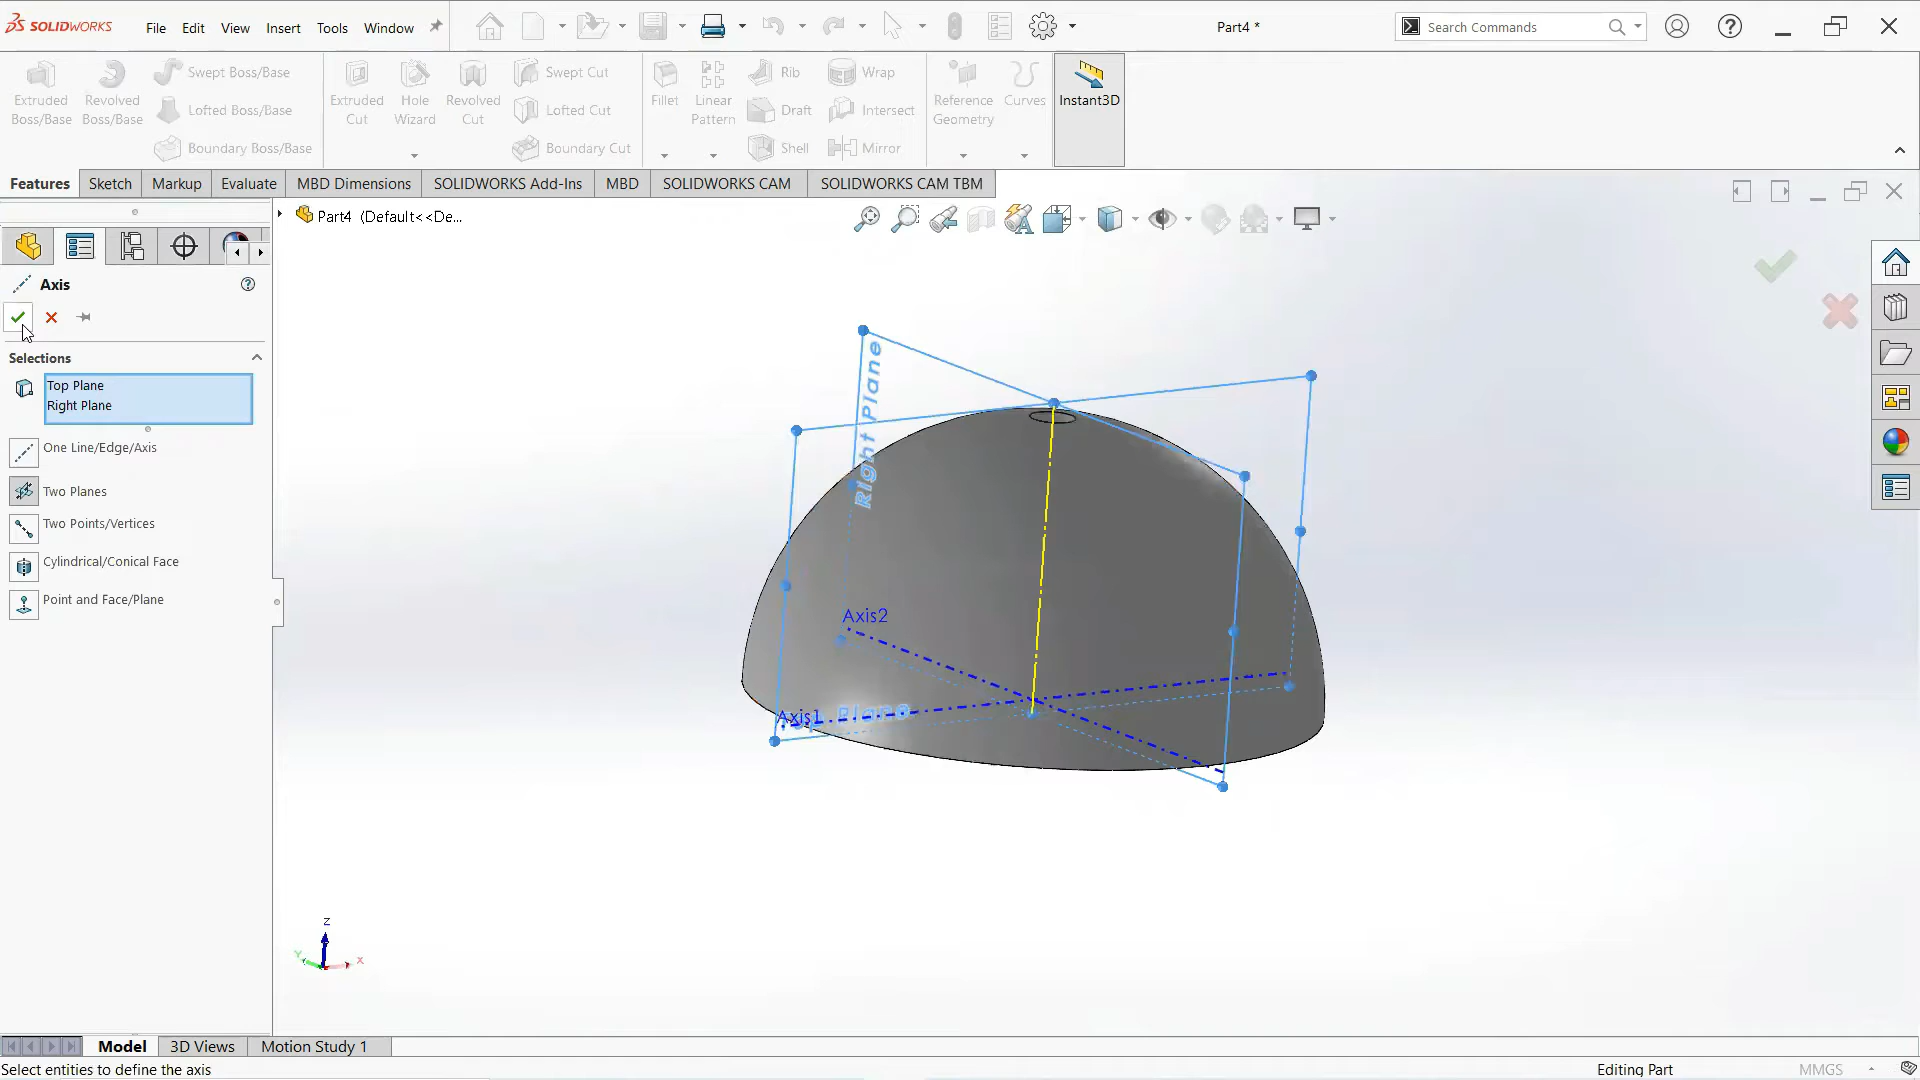 SOLIDWORKS File Edit View Insert Tools Window Part4 * Search Commands
Extruded Boss/Base
Revolved Boss/Base
Swept Boss/Base
Lofted Boss/Base
Boundary Boss/Base
Extruded Cut
Hole Wizard
Revolved Cut
Swept Cut
Lofted Cut
Boundary Cut
Fillet
Linear Pattern
Rib
Draft
Shell
Wrap
Intersect
Mirror
Reference Geometry
Curves
Instant3D
Features Sketch Markup Evaluate MBD Dimensions SOLIDWORKS Add-Ins MBD SOLIDWORKS CAM SOLIDWORKS CAM TBM
Part4 (Default<<De...
Axis
Selections
Top Plane
Right Plane
One Line/Edge/Axis
Two Planes
Two Points/Vertices
Cylindrical/Conical Face
Point and Face/Plane
Right Plane
Axis2
Axis1
Top Plane
Z
Y
X
Model 3D Views Motion Study 1
Select entities to define the axis Editing Part MMGS